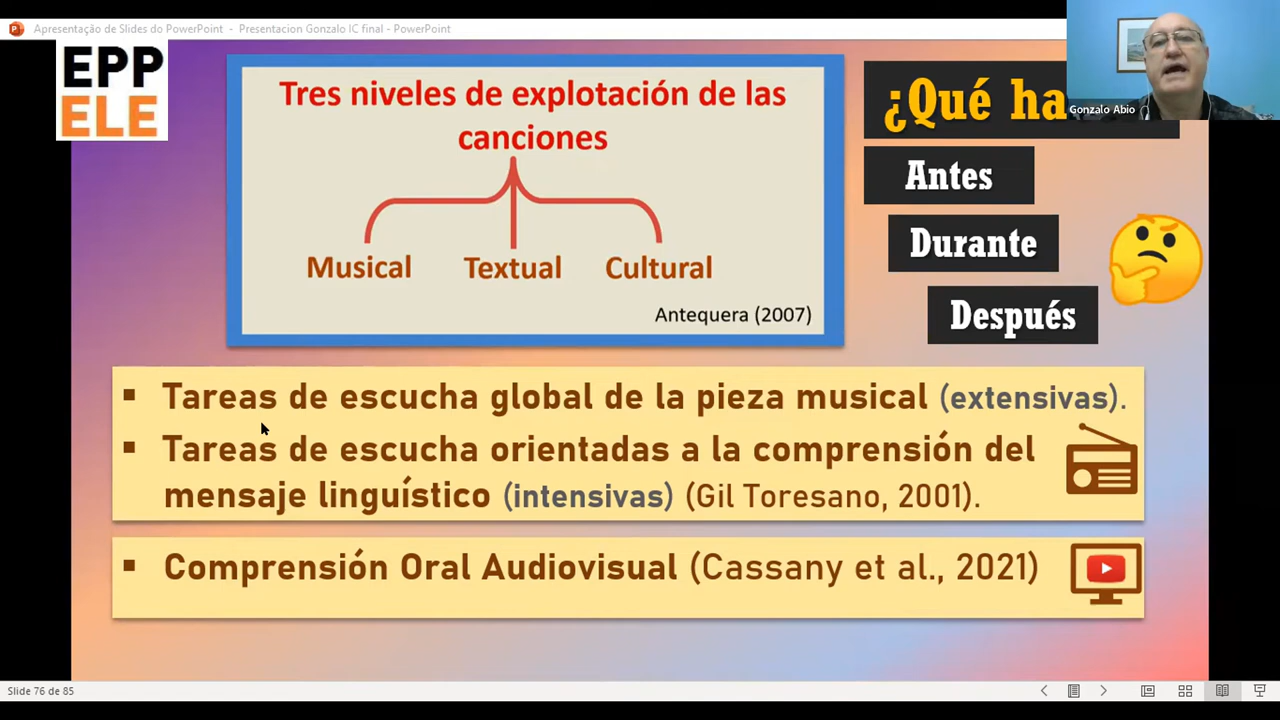 Apresentação de Slides do PowerPoint - Presentacion Gonzalo IC final - PowerPoint
EPP
ELE
Tres niveles de explotación de las
canciones
Musical Textual Cultural
Antequera (2007)
¿Qué ha
Gonzalo Abio
Antes
Durante
Después
▪ Tareas de escucha global de la pieza musical (extensivas).
▪ Tareas de escucha orientadas a la comprensión del
mensaje linguístico (intensivas) (Gil Toresano, 2001).
▪ Comprensión Oral Audiovisual (Cassany et al., 2021)
Slide 76 de 85